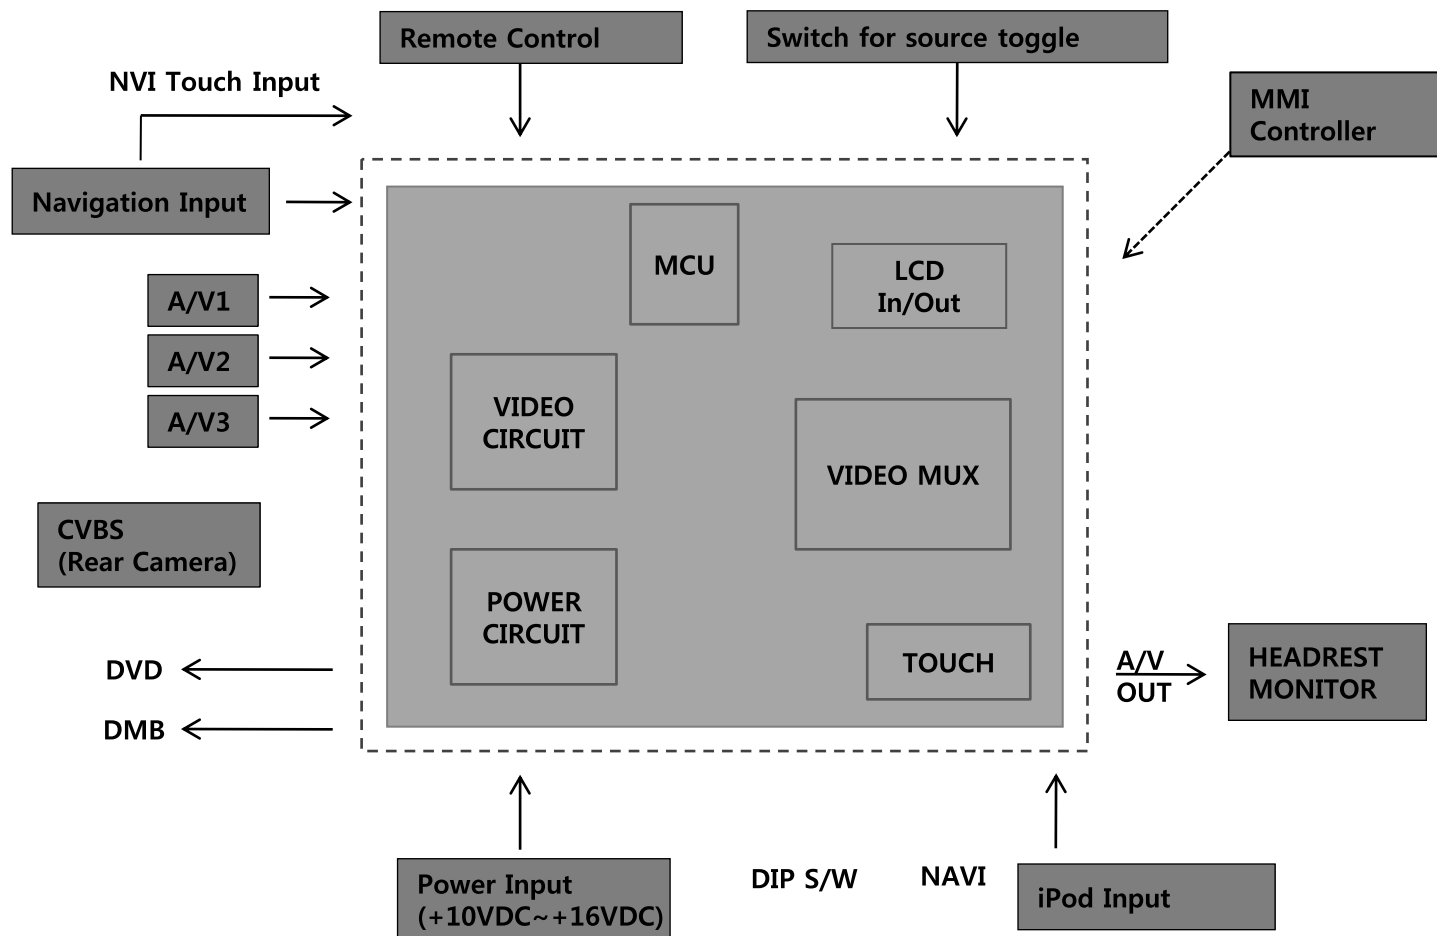 Remote Control
Switch for source toggle
NVI Touch Input
MMI
Controller
Navigation Input
MCU
LCD
In/Out
A/V1
A/V2
A/V3
VIDEO
CIRCUIT
VIDEO MUX
CVBS
(Rear Camera)
POWER
CIRCUIT
TOUCH
DVD
DMB
A/V
OUT
HEADREST
MONITOR
Power Input
(+10VDC~+16VDC)
DIP S/W
NAVI
iPod Input